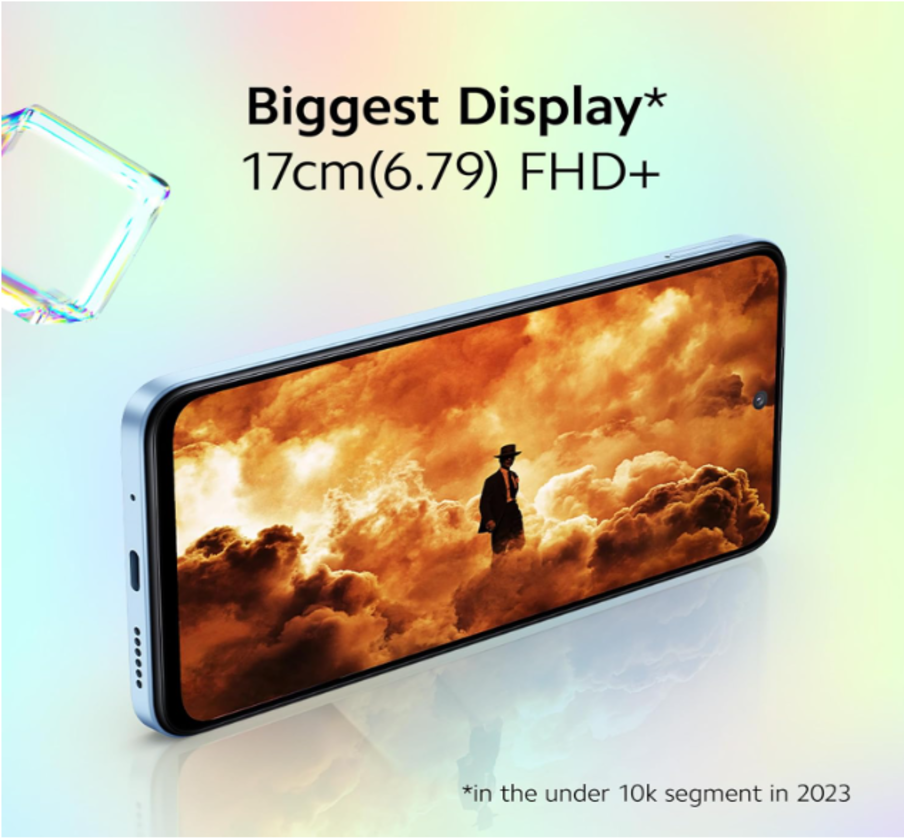 Biggest Display*
17cm(6.79) FHD+
*in the under 10k segment in 2023